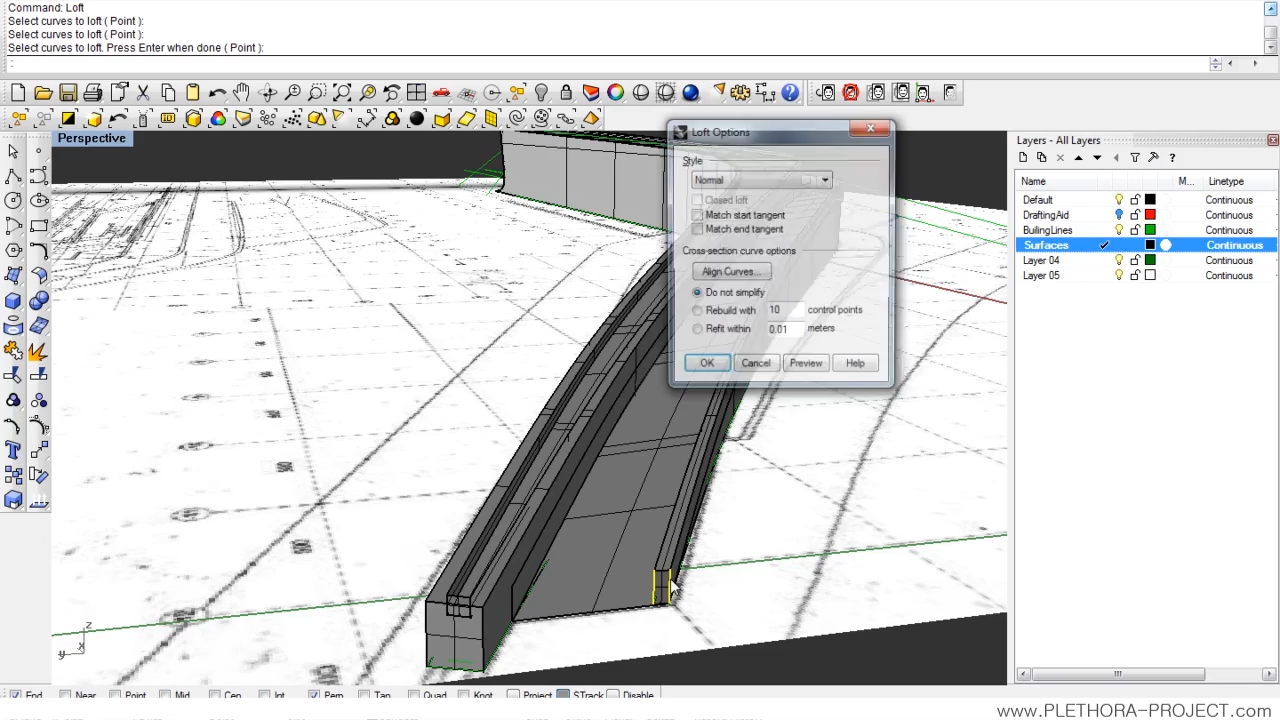 Command: Loft
Select curves to loft ( Point ):
Select curves to loft ( Point ):
Select curves to loft. Press Enter when done ( Point ):
:
Perspective
Loft Options
Style
Normal
Closed loft
Match start tangent
Match end tangent
Cross-section curve options
Align Curves...
Do not simplify
Rebuild with 10 control points
Refit within 0.01 meters
OK Cancel Preview Help
Layers - All Layers
Name M... Linetype
Default Continuous
DraftingAid Continuous
BuilingLines Continuous
Surfaces Continuous
Layer 04 Continuous
Layer 05 Continuous
z
x
y
End Near Point Mid Cen Int Perp Tan Quad Knot Project STrack Disable
www.PLETHORA-PROJECT.com